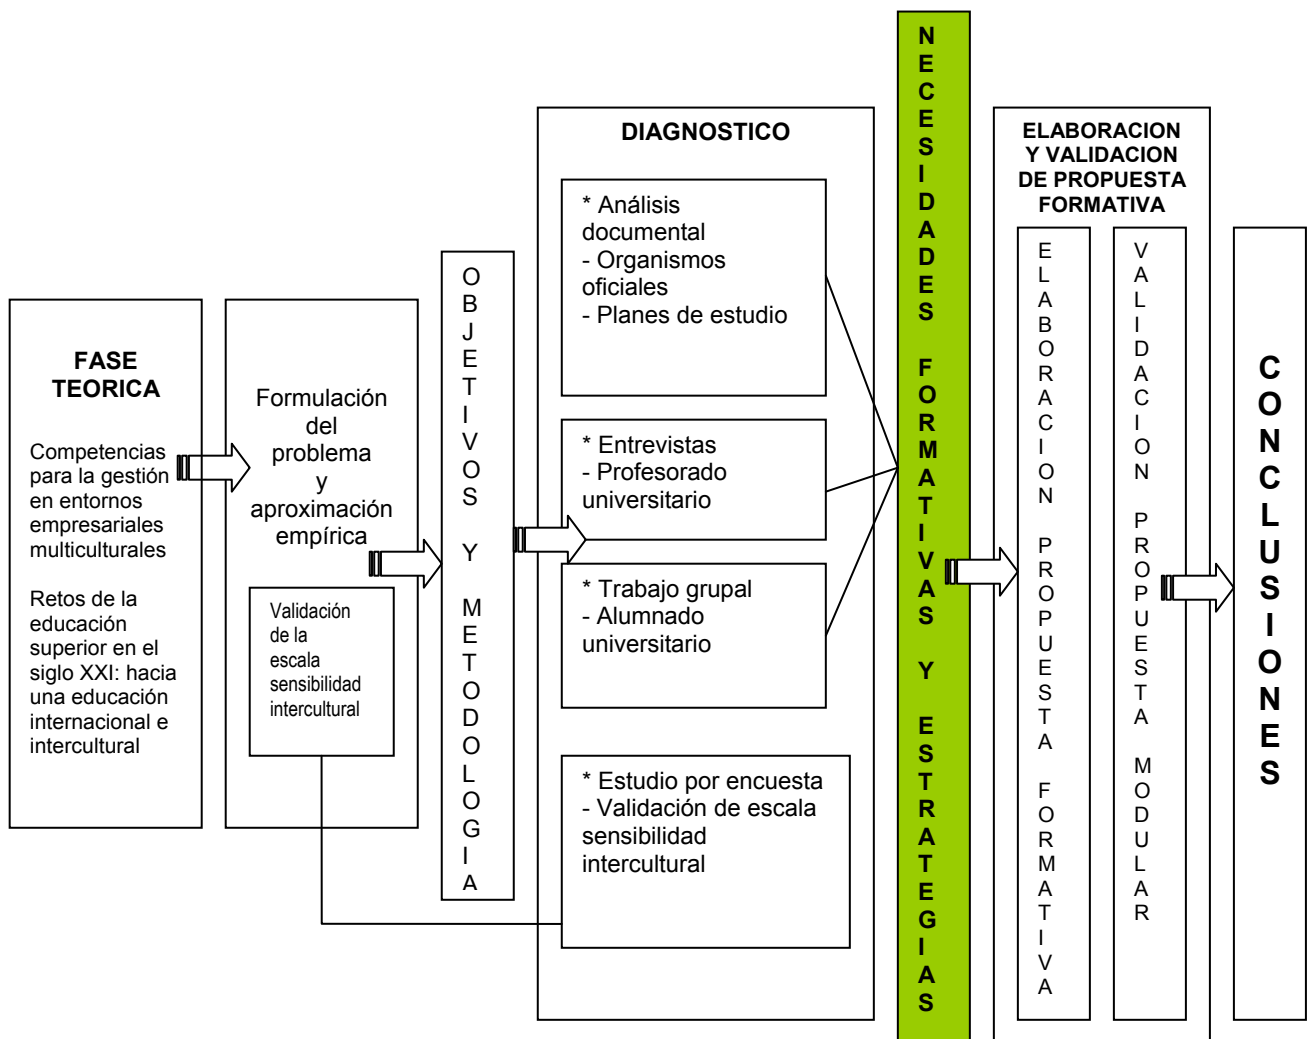 FASE
TEORICA
Competencias
para la gestión
en entornos
empresariales
multiculturales
Retos de la
educación
superior en el
siglo XXI: hacia
una educación
internacional e
intercultural
Formulación
del
problema
y
aproximación
empírica
Validación
de la
escala
sensibilidad
intercultural
OBJETIVOS Y METODOLOGIA
DIAGNOSTICO
* Análisis
documental
- Organismos
oficiales
- Planes de estudio
* Entrevistas
- Profesorado
universitario
* Trabajo grupal
- Alumnado
universitario
* Estudio por encuesta
- Validación de escala
sensibilidad
intercultural
NECESIDADES FORMATIVAS Y ESTRATEGIAS
ELABORACION
Y VALIDACION
DE PROPUESTA
FORMATIVA
ELABORACION PROPUESTA FORMATIVA
VALIDACION PROPUESTA MODULAR
CONCLUSIONES